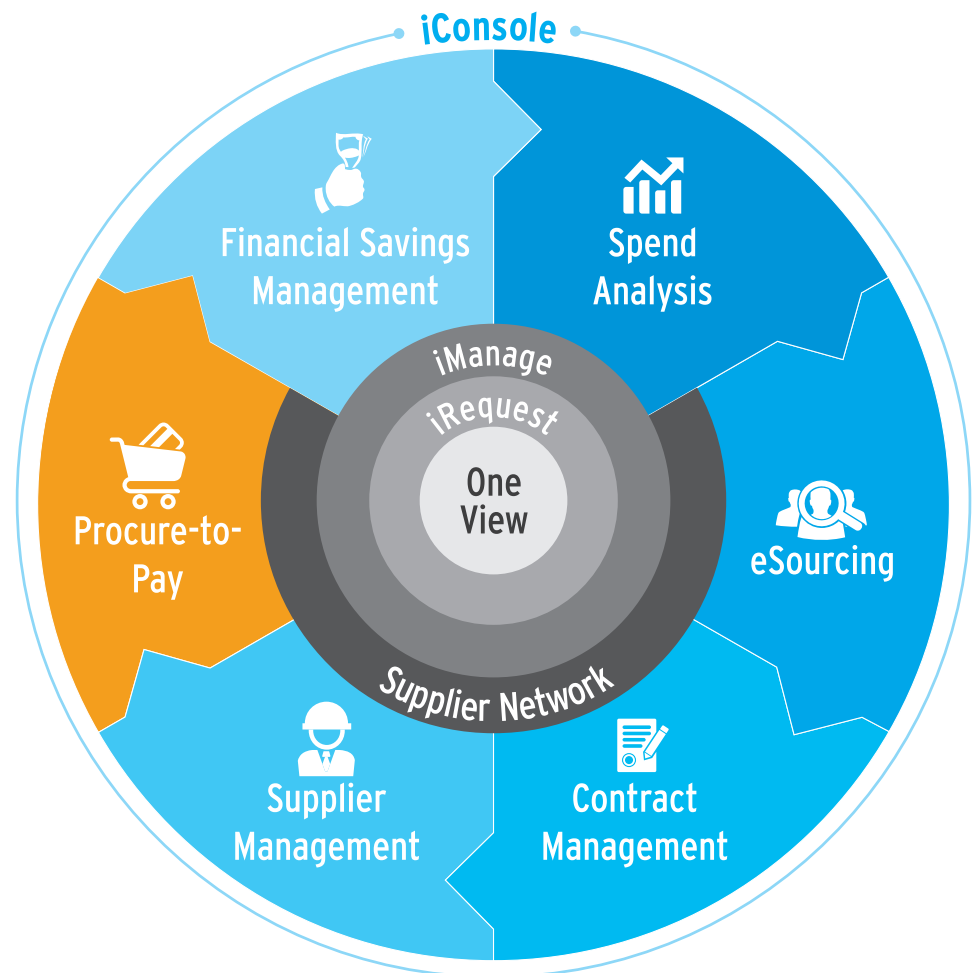 iConsole
Financial Savings
Management
Spend
Analysis
iManage
iRequest
One
View
Procure-to-
Pay
eSourcing
Supplier Network
Supplier
Management
Contract
Management